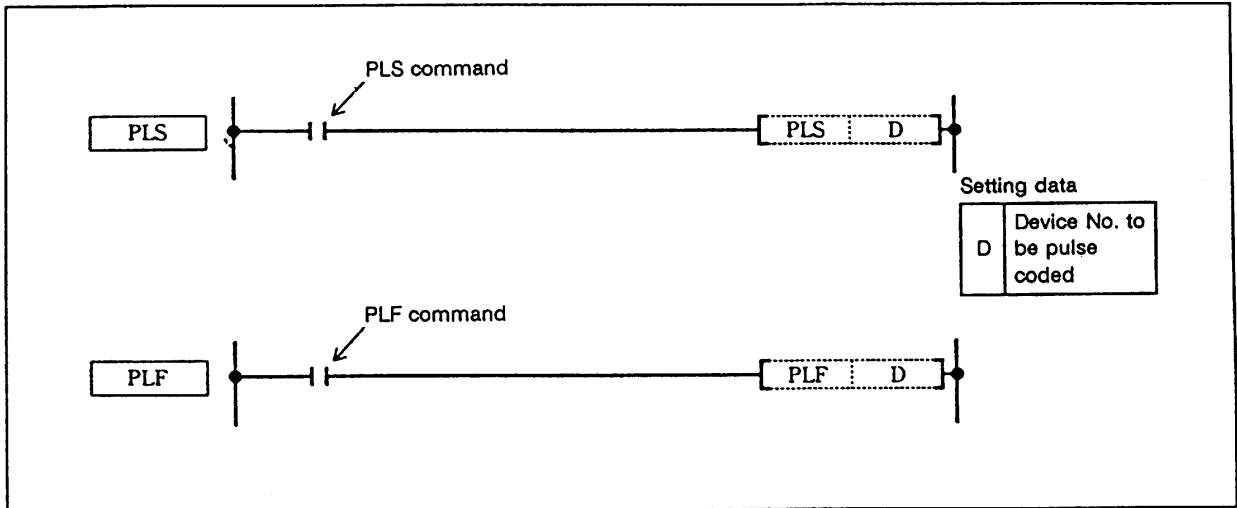 PLS command
PLS
PLS D
Setting data
D
Device No. to
be pulse
coded
PLF command
PLF
PLF D